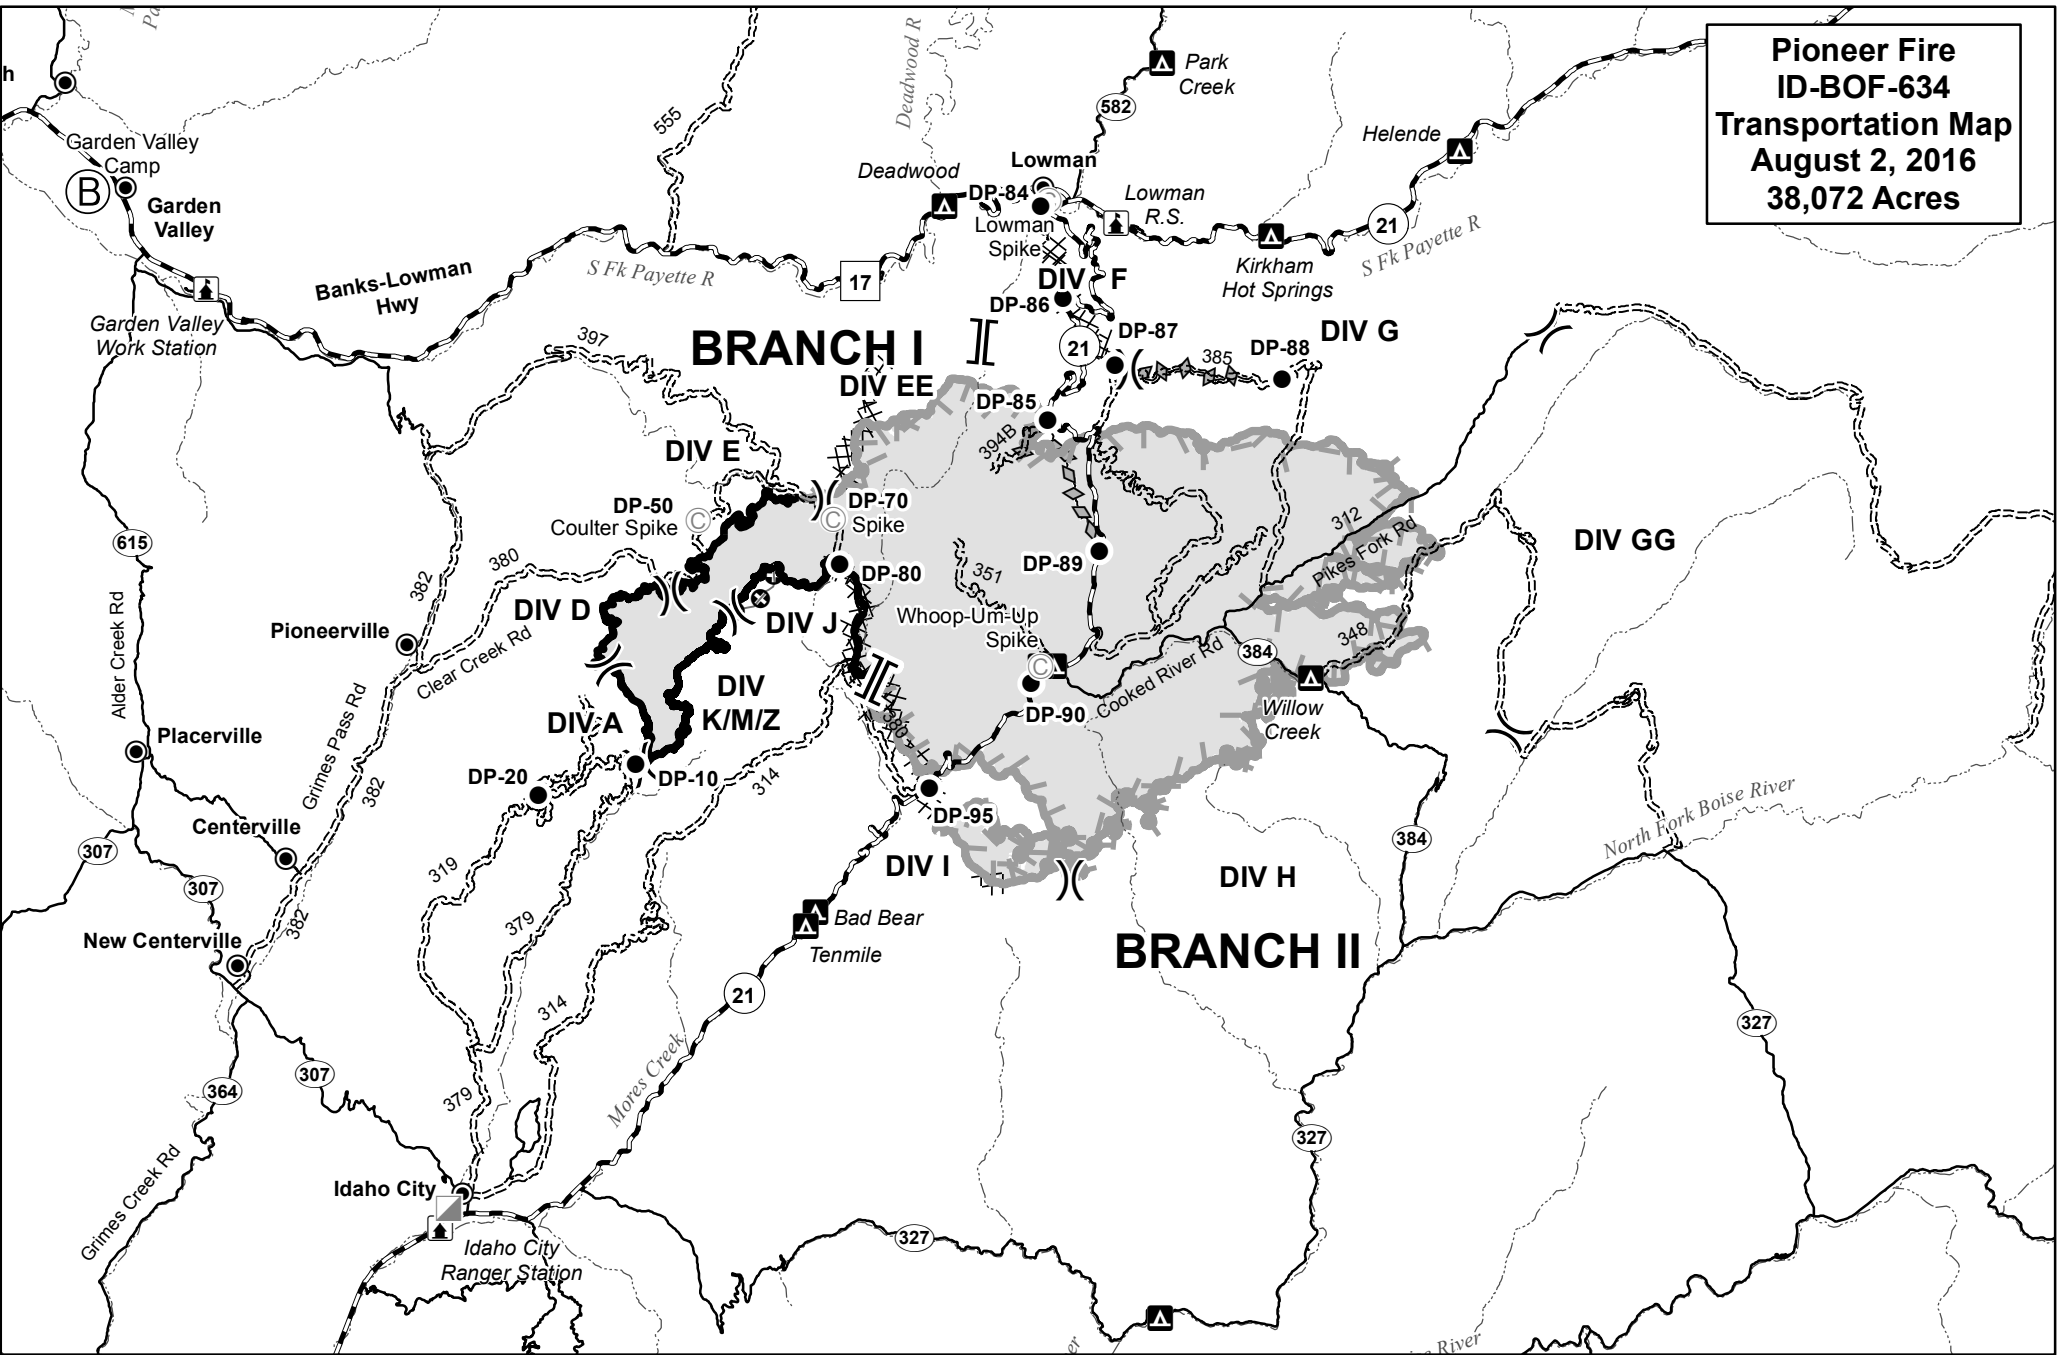 Pioneer Fire
ID-BOF-634
Transportation Map
August 2, 2016
38,072 Acres
h
Garden Valley
Camp
B
Garden
Valley
Garden Valley
Work Station
Banks-Lowman
Hwy
S Fk Payette R
555
17
Deadwood R
Deadwood
Park
Creek
582
Lowman
DP-84
Lowman
Spike
Lowman
R.S.
Helende
21
Kirkham
Hot Springs
S Fk Payette R
DIV F
DP-86
DP-87
21
385
DP-88
DIV G
BRANCH I
DIV EE
397
DP-85
394B
DIV E
DP-50
Coulter Spike
C
DP-70
C
Spike
DP-80
DP-89
351
Whoop-Um-Up
Spike
C
312
Pikes Fork Rd
DIV GG
615
380
382
DIV D
DIV J
Alder Creek Rd
Pioneerville
Clear Creek Rd
348
384
Cooked River Rd
DIV
K/M/Z
DIV A
380
DP-90
Willow
Creek
Placerville
Grimes Pass Rd
382
DP-20
DP-10
314
DP-95
North Fork Boise River
Centerville
307
307
319
DIV I
DIV H
384
382
379
Bad Bear
Tenmile
BRANCH II
New Centerville
21
314
327
307
364
379
Mores Creek
327
Grimes Creek Rd
Idaho City
Idaho City
Ranger Station
327
er
se River